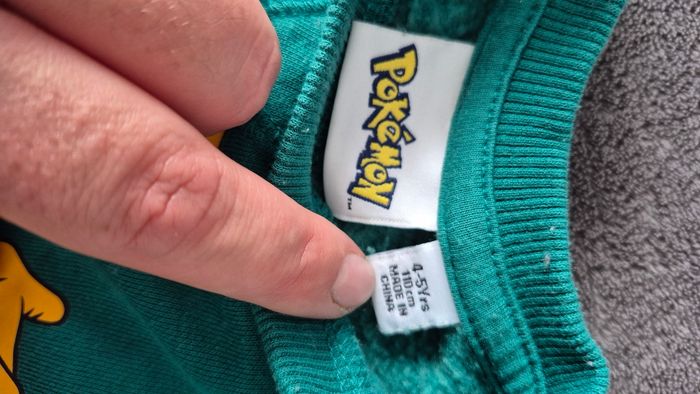 POKéMON
™
4-5Yrs
110cm
MADE IN
CHINA